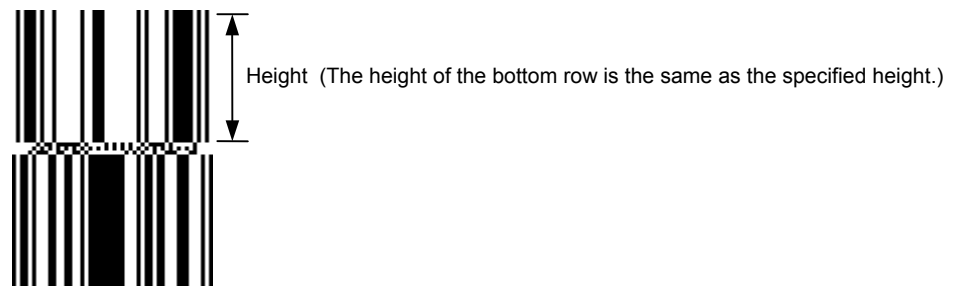 Height (The height of the bottom row is the same as the specified height.)